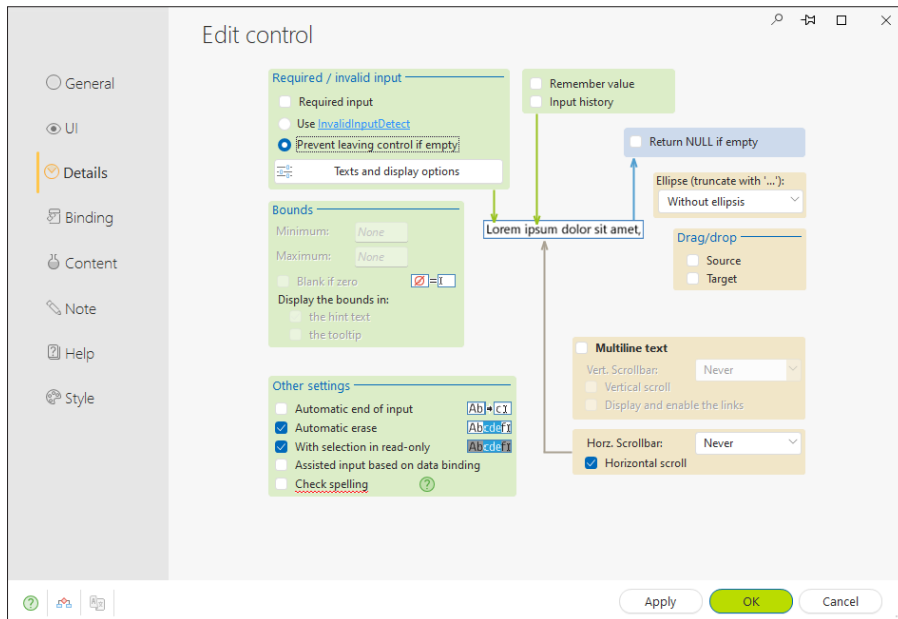 Edit control
General
UI
Details
Binding
Content
Note
Help
Style
Required / invalid input
Required input
Use InvalidInputDetect
Prevent leaving control if empty
Texts and display options
Remember value
Input history
Return NULL if empty
Ellipse (truncate with '...'):
Without ellipsis
Lorem ipsum dolor sit amet,
Drag/drop
Source
Target
Bounds
Minimum: None
Maximum: None
Blank if zero
Display the bounds in:
the hint text
the tooltip
Multiline text
Vert. Scrollbar: Never
Vertical scroll
Display and enable the links
Other settings
Automatic end of input Ab cI
Automatic erase AbcdefI
With selection in read-only AbcdefI
Assisted input based on data binding
Check spelling ?
Horz. Scrollbar: Never
Horizontal scroll
? Apply OK Cancel